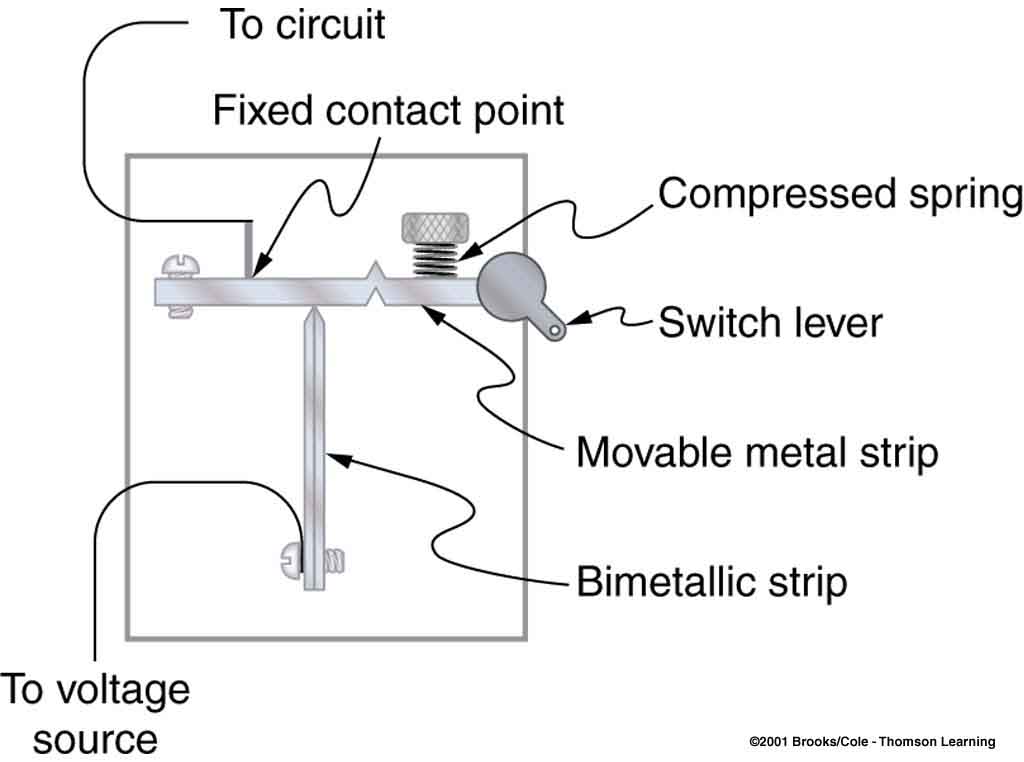 To circuit
Fixed contact point
Compressed spring
Switch lever
Movable metal strip
Bimetallic strip
To voltage
source
©2001 Brooks/Cole - Thomson Learning